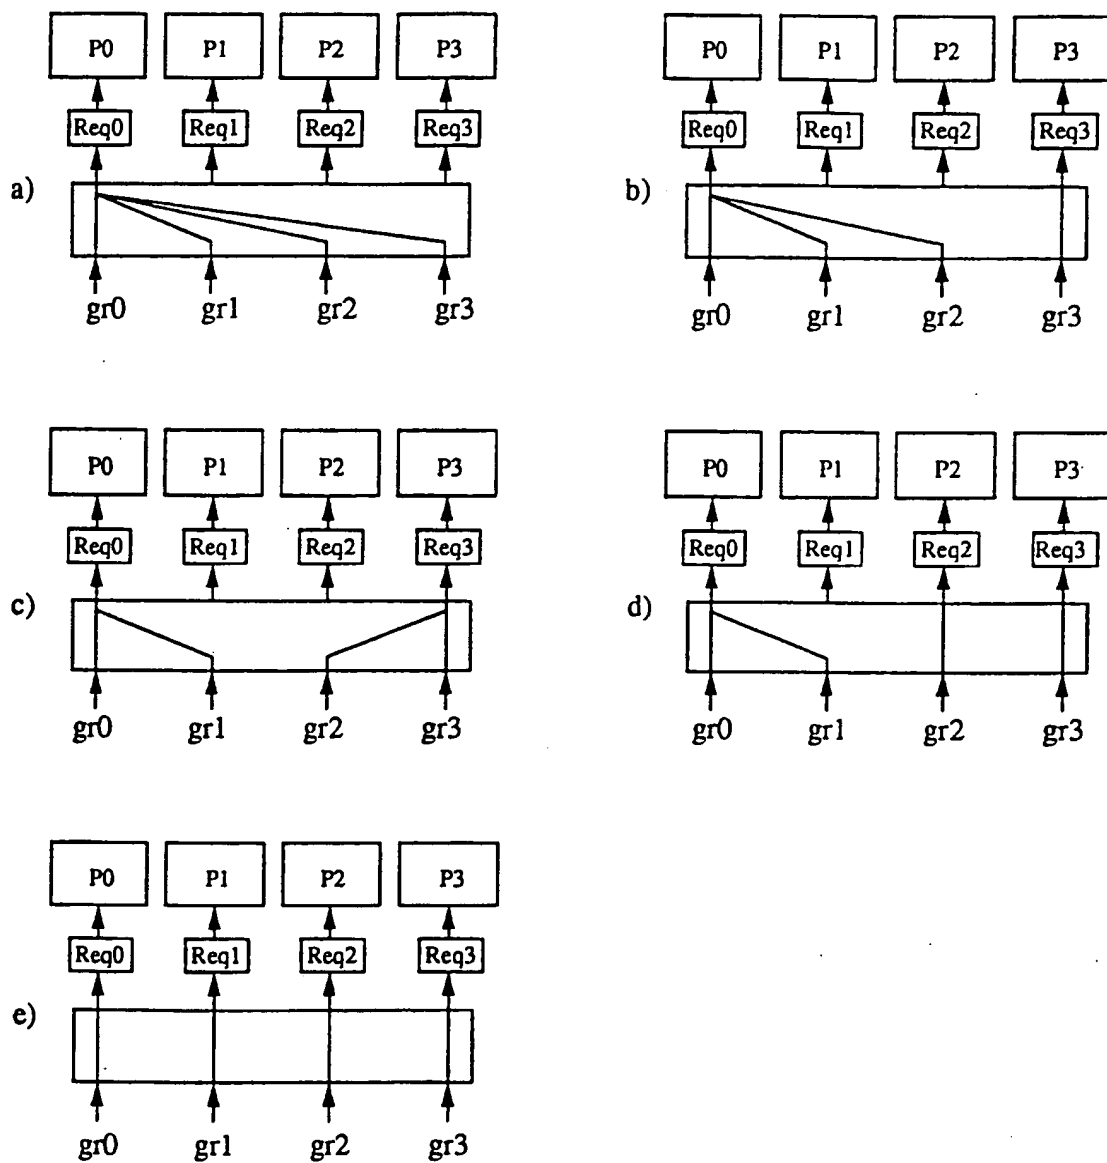 P0 P1 P2 P3
Req0 Req1 Req2 Req3
a)
gr0 gr1 gr2 gr3
P0 P1 P2 P3
Req0 Req1 Req2 Req3
b)
gr0 gr1 gr2 gr3
P0 P1 P2 P3
Req0 Req1 Req2 Req3
c)
gr0 gr1 gr2 gr3
P0 P1 P2 P3
Req0 Req1 Req2 Req3
d)
gr0 gr1 gr2 gr3
P0 P1 P2 P3
Req0 Req1 Req2 Req3
e)
gr0 gr1 gr2 gr3